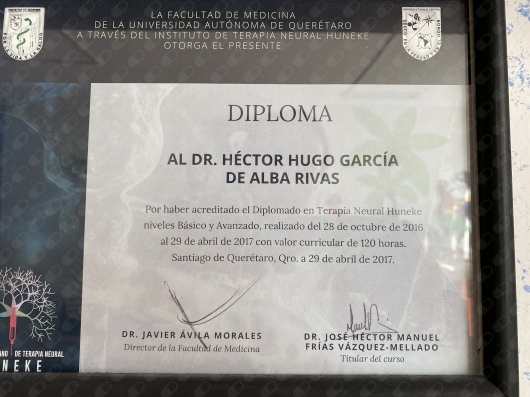 LA FACULTAD DE MEDICINA
DE LA UNIVERSIDAD AUTÓNOMA DE QUERÉTARO
A TRAVÉS DEL INSTITUTO DE TERAPIA NEURAL HUNEKE
OTORGA EL PRESENTE
DIPLOMA
AL DR. HÉCTOR HUGO GARCÍA
DE ALBA RIVAS
Por haber acreditado el Diplomado en Terapia Neural Huneke
niveles Básico y Avanzado, realizado del 28 de octubre de 2016
al 29 de abril de 2017 con valor curricular de 120 horas.
Santiago de Querétaro, Qro. a 29 de abril de 2017.
DR. JAVIER ÁVILA MORALES
Director de la Facultad de Medicina
DR. JOSÉ HÉCTOR MANUEL
FRÍAS VÁZQUEZ-MELLADO
Titular del curso
ANO DE TERAPIA NEURAL
NEKE